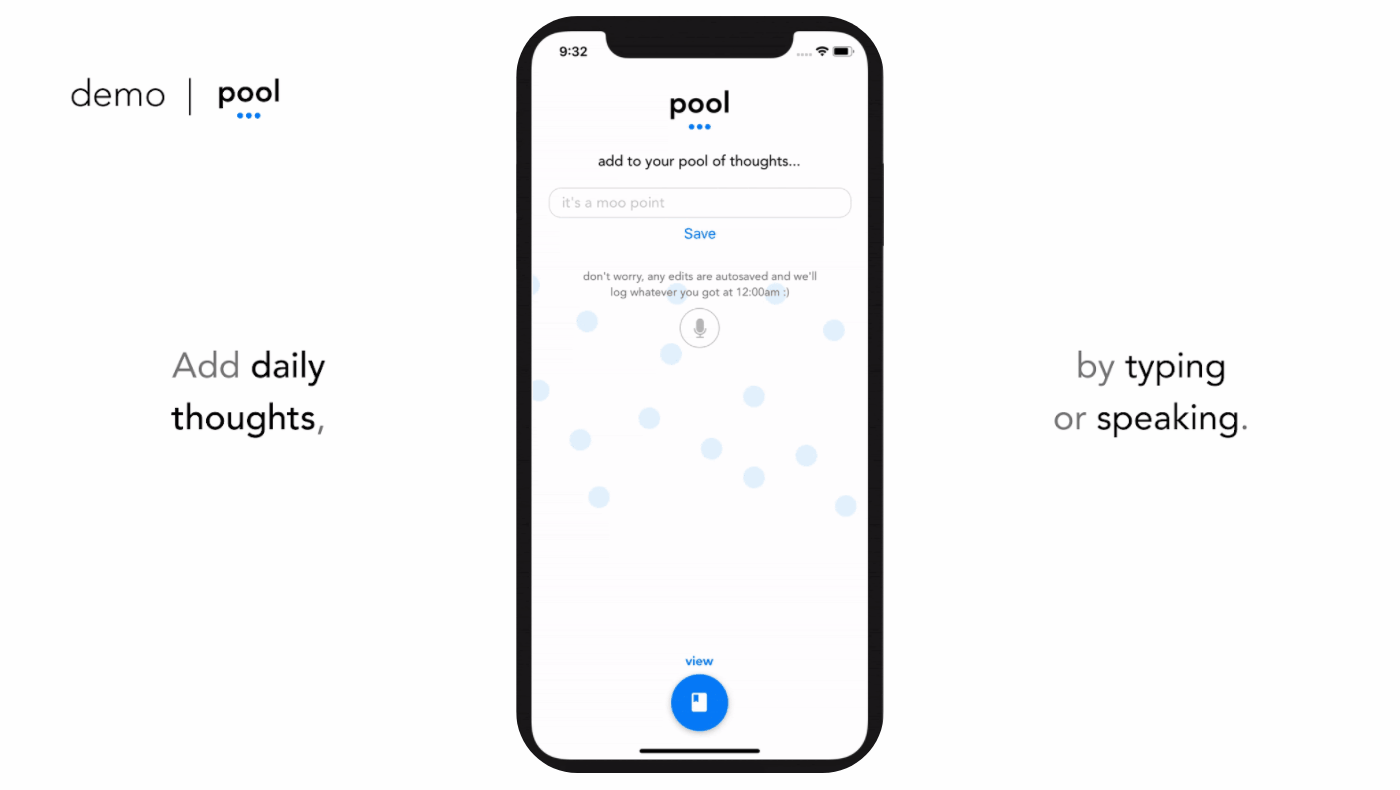 demo | pool
9:32
pool
add to your pool of thoughts...
it's a moo point
Save
don't worry, any edits are autosaved and we'll
log whatever you got at 12:00am :)
Add daily
thoughts,
by typing
or speaking.
view